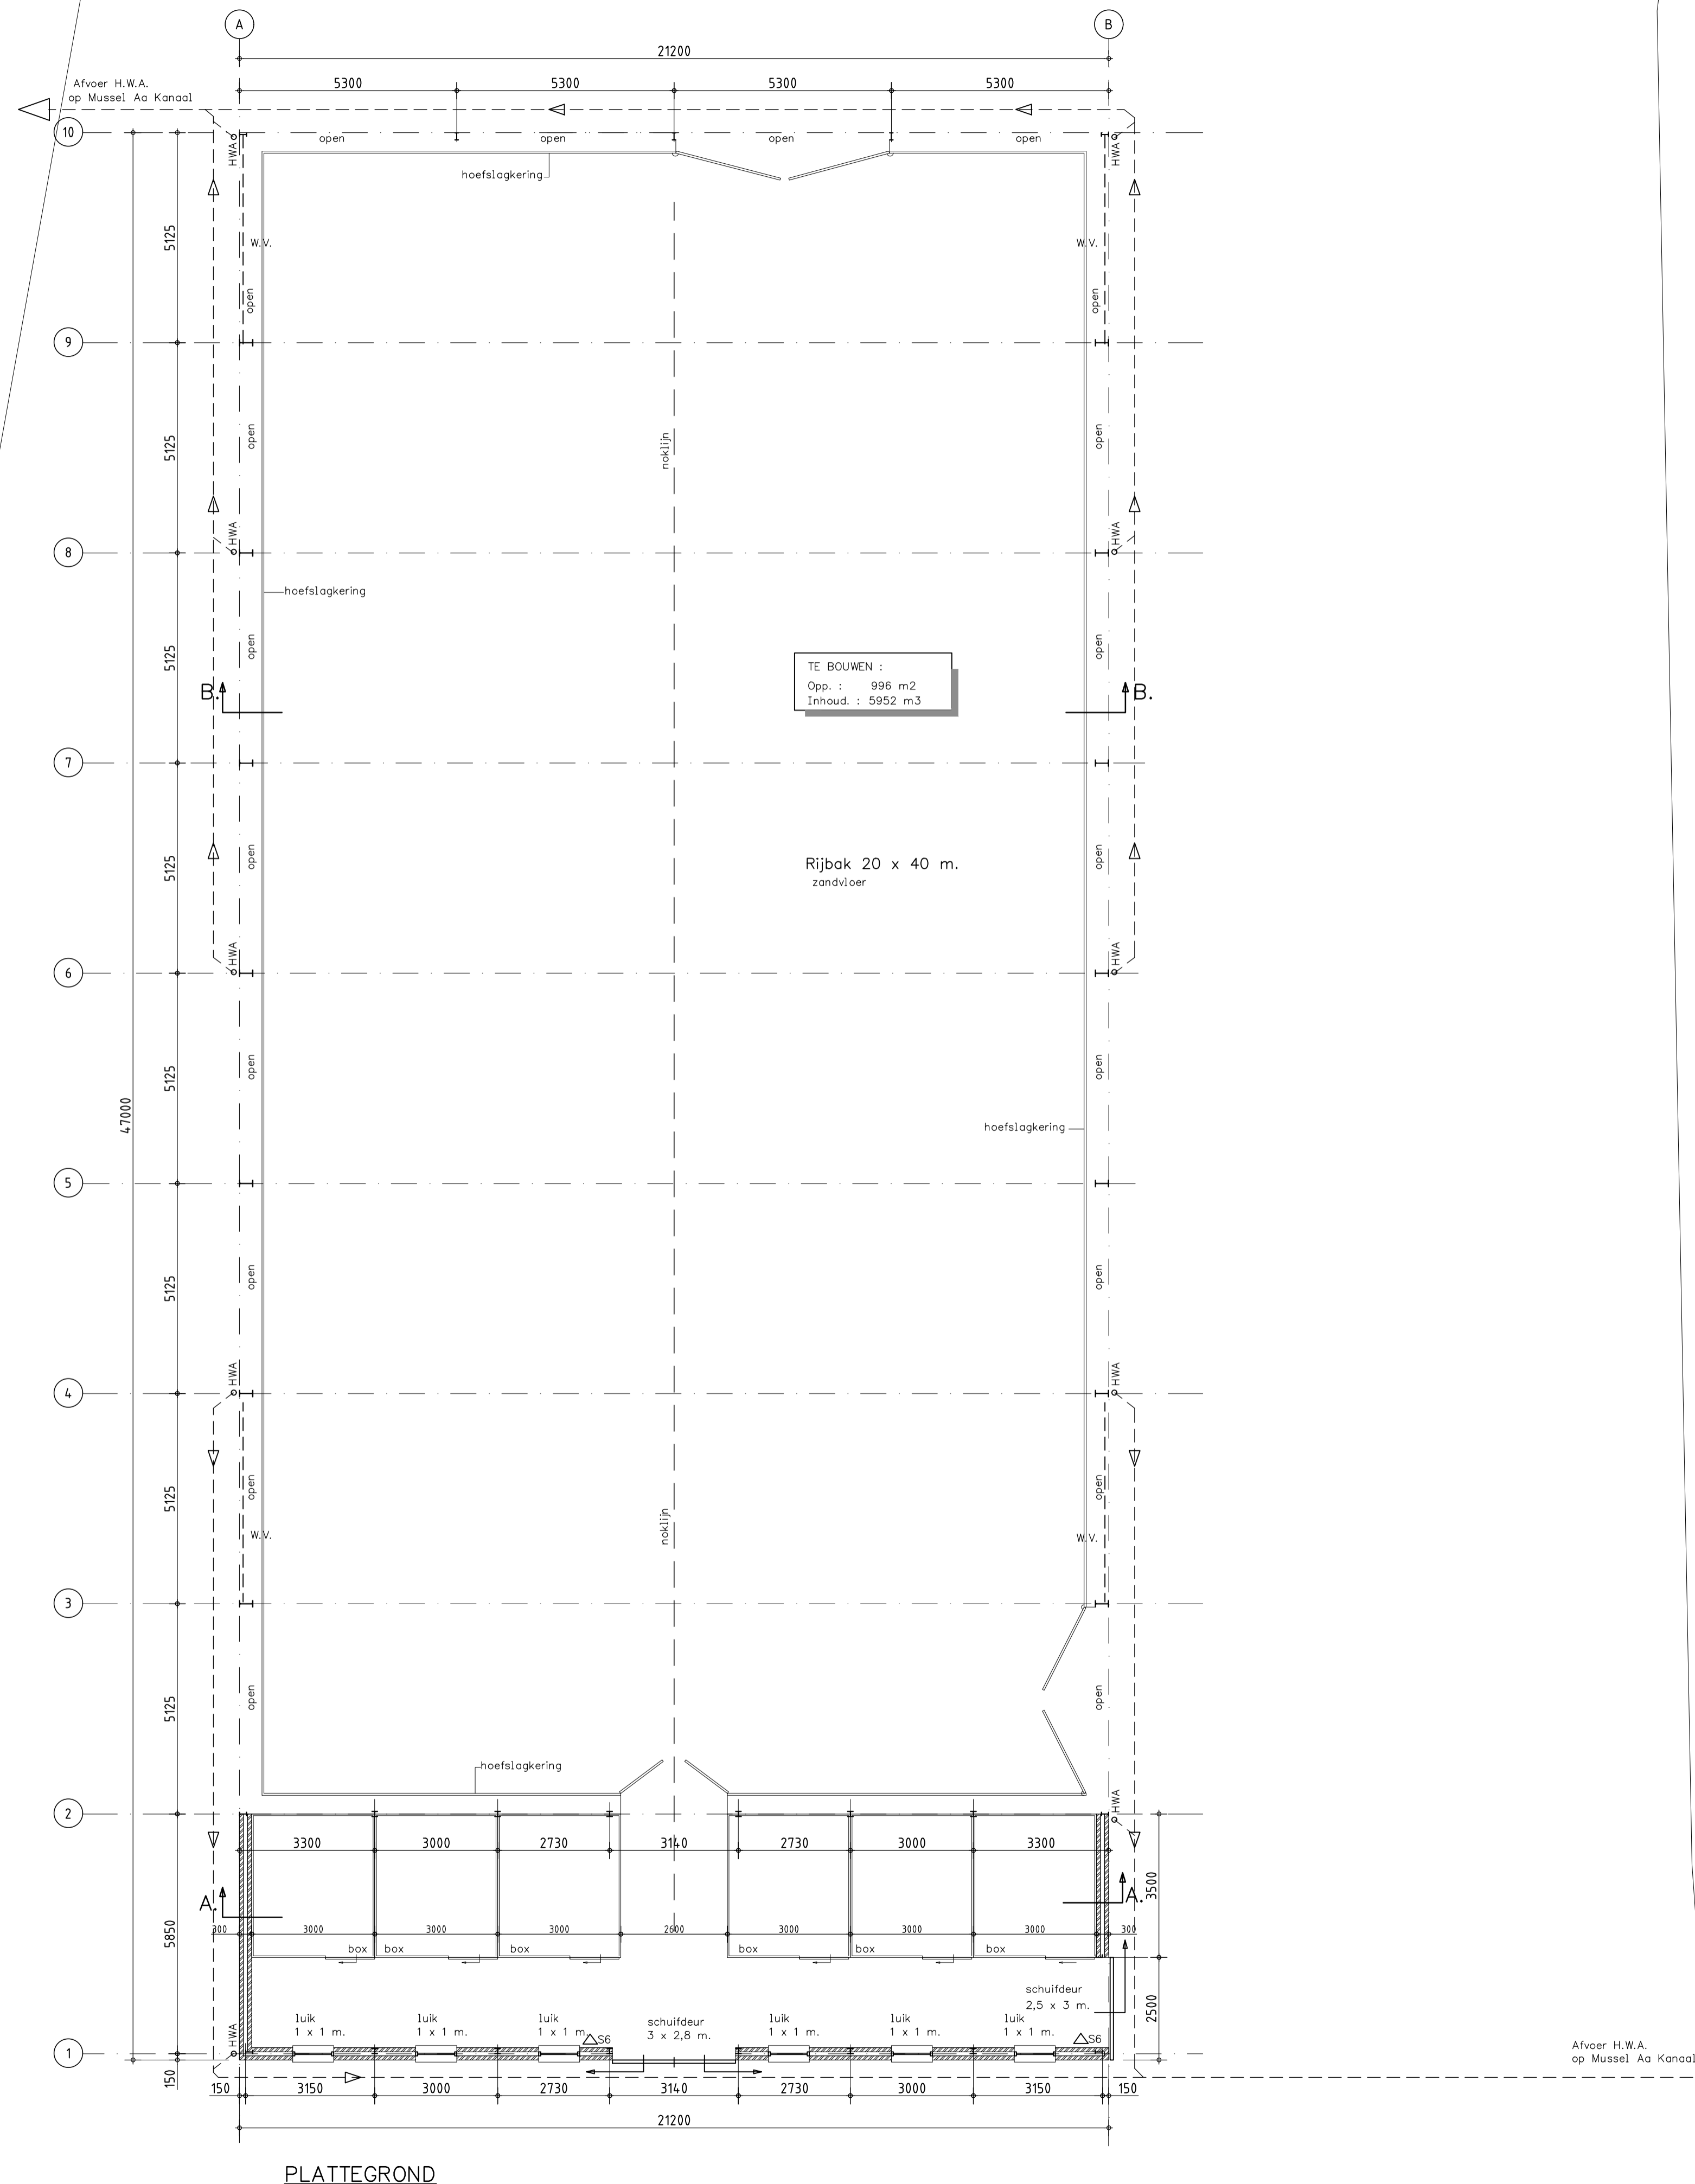 A
B
21200
5300
5300
5300
5300
Afvoer H.W.A.
op Mussel Aa Kanaal
10
HWA
open
open
open
open
HWA
hoefslagkering
5125
W.V.
W.V.
open
open
9
5125
open
noklijn
open
HWA
HWA
8
hoefslagkering
5125
open
open
TE BOUWEN :
Opp. : 996 m2
Inhoud. : 5952 m3
B.
B.
7
5125
open
open
Rijbak 20 x 40 m.
zandvloer
HWA
HWA
6
5125
open
open
47000
hoefslagkering
5
5125
open
open
HWA
HWA
4
5125
open
open
W.V.
noklijn
W.V.
3
5125
open
open
hoefslagkering
HWA
2
3300
3000
2730
3140
2730
3000
3300
A.
A.
3500
5850
300
3000
3000
3000
2600
3000
3000
3000
300
box
box
box
box
box
box
schuifdeur
2,5 x 3 m.
2500
luik
1 x 1 m.
luik
1 x 1 m.
luik
1 x 1 m.
S6
schuifdeur
3 x 2,8 m.
luik
1 x 1 m.
luik
1 x 1 m.
luik
1 x 1 m.
S6
HWA
1
Afvoer H.W.A.
op Mussel Aa Kanaal
150
150
3150
3000
2730
3140
2730
3000
3150
150
21200
PLATTEGROND